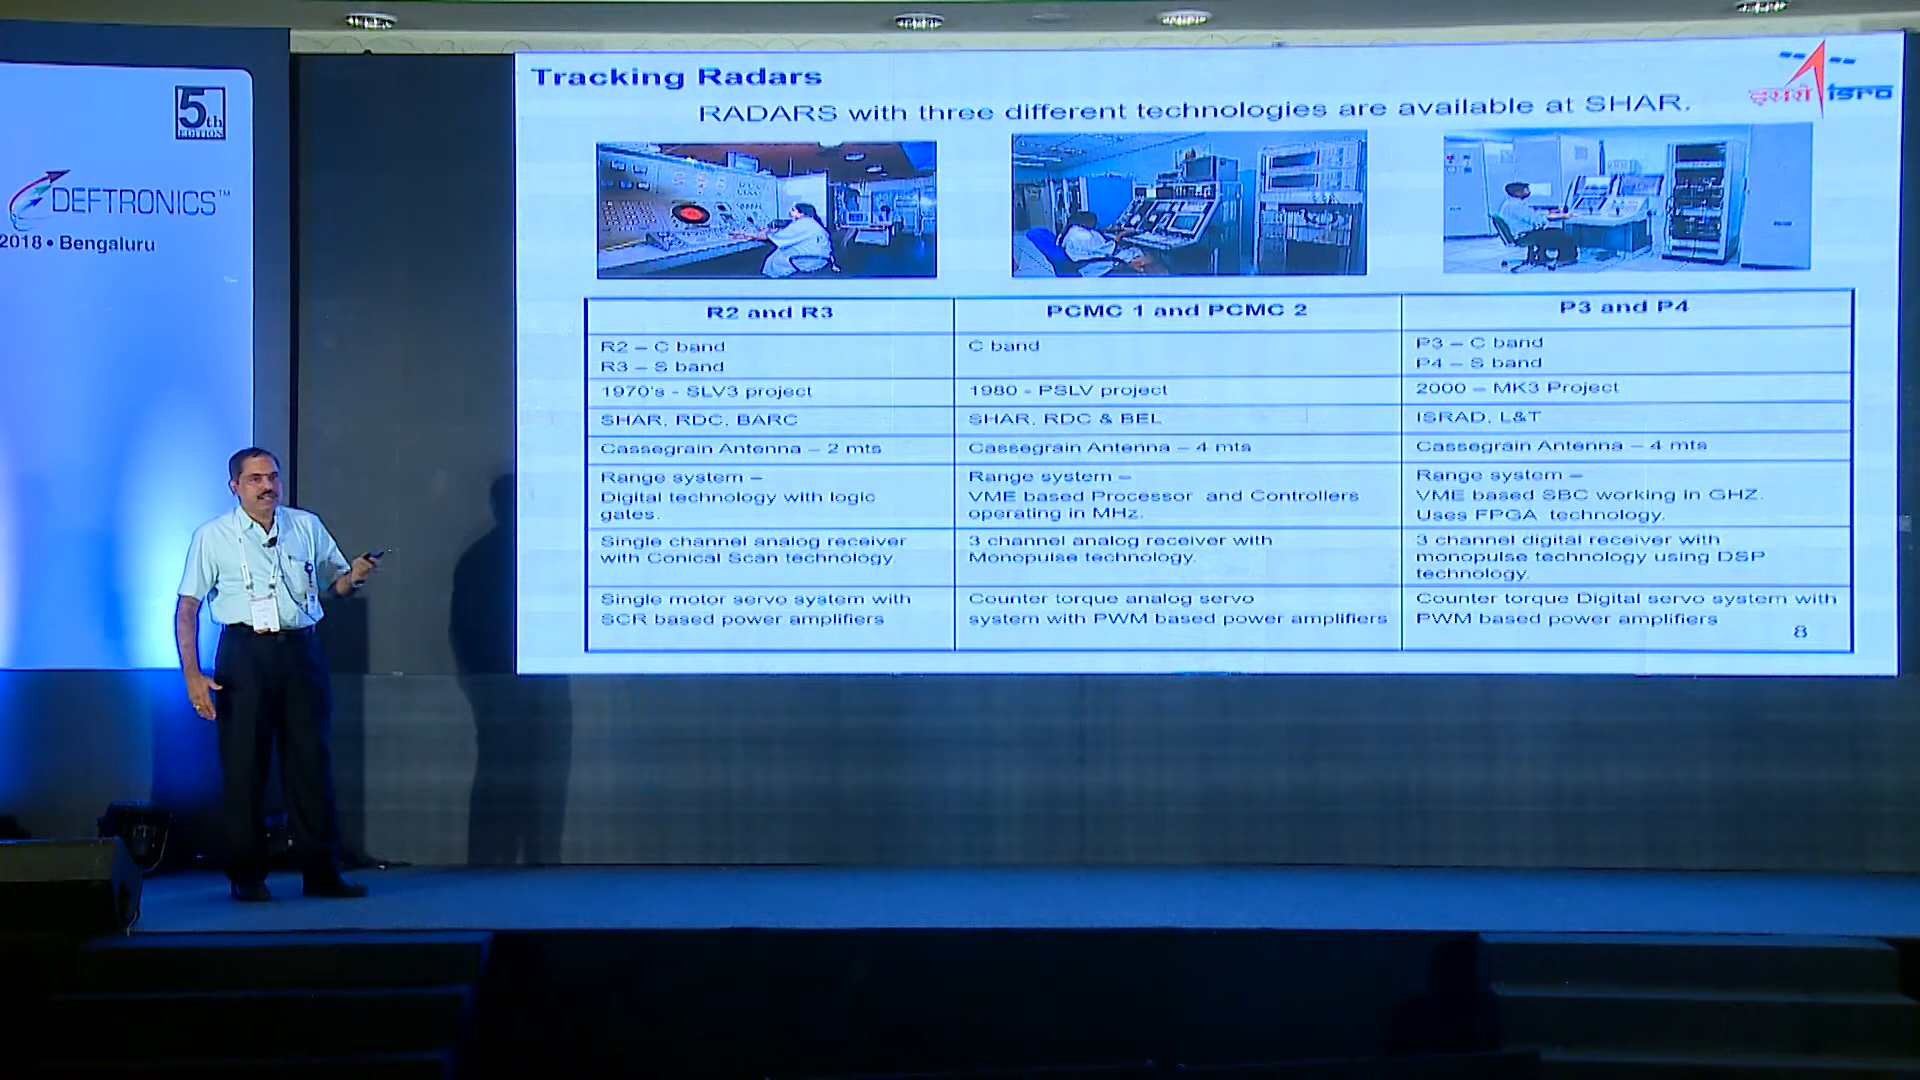 5th
EDITION
DEFTRONICS™
2018 • Bengaluru
Tracking Radars
RADARS with three different technologies are available at SHAR.
इसरो isro
R2 and R3
PCMC 1 and PCMC 2
P3 and P4
R2 – C band
R3 – S band
C band
P3 – C band
P4 – S band
1970's - SLV3 project
1980 - PSLV project
2000 – MK3 Project
SHAR, RDC, BARC
SHAR, RDC & BEL
ISRAD, L&T
Cassegrain Antenna – 2 mts
Cassegrain Antenna – 4 mts
Cassegrain Antenna – 4 mts
Range system –
Digital technology with logic
gates.
Range system –
VME based Processor and Controllers
operating in MHz.
Range system –
VME based SBC working in GHZ.
Uses FPGA technology.
Single channel analog receiver
with Conical Scan technology.
3 channel analog receiver with
Monopulse technology.
3 channel digital receiver with
monopulse technology using DSP
technology.
Single motor servo system with
SCR based power amplifiers
Counter torque analog servo
system with PWM based power amplifiers
Counter torque Digital servo system with
PWM based power amplifiers
8